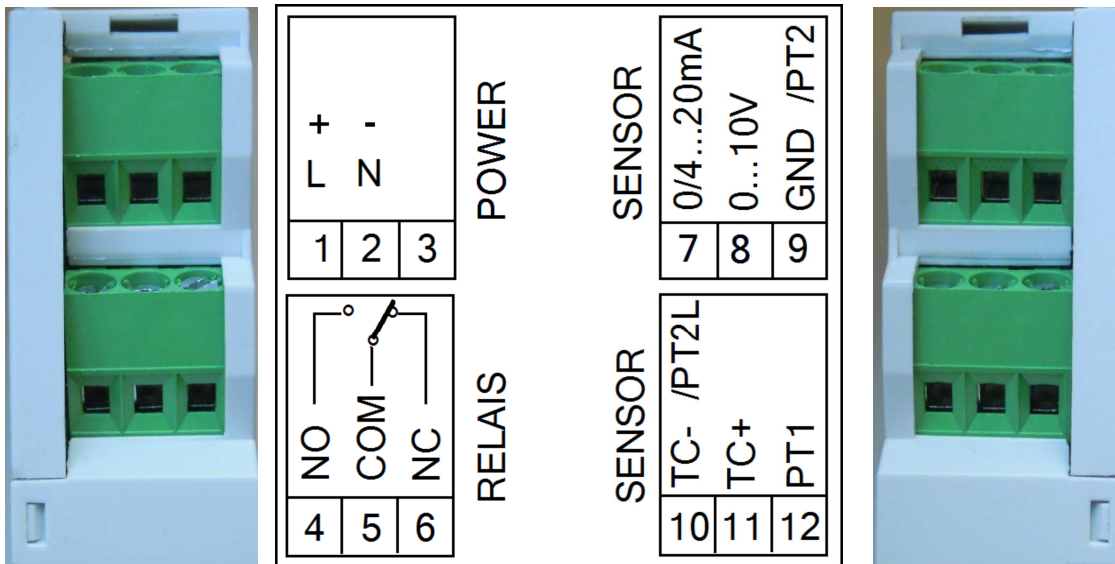 + -
L N
1 2 3
POWER
NO
COM
NC
4 5 6
RELAIS
SENSOR
0/4...20mA
0...10V
GND /PT2
7 8 9
SENSOR
TC- /PT2L
TC+
PT1
10 11 12